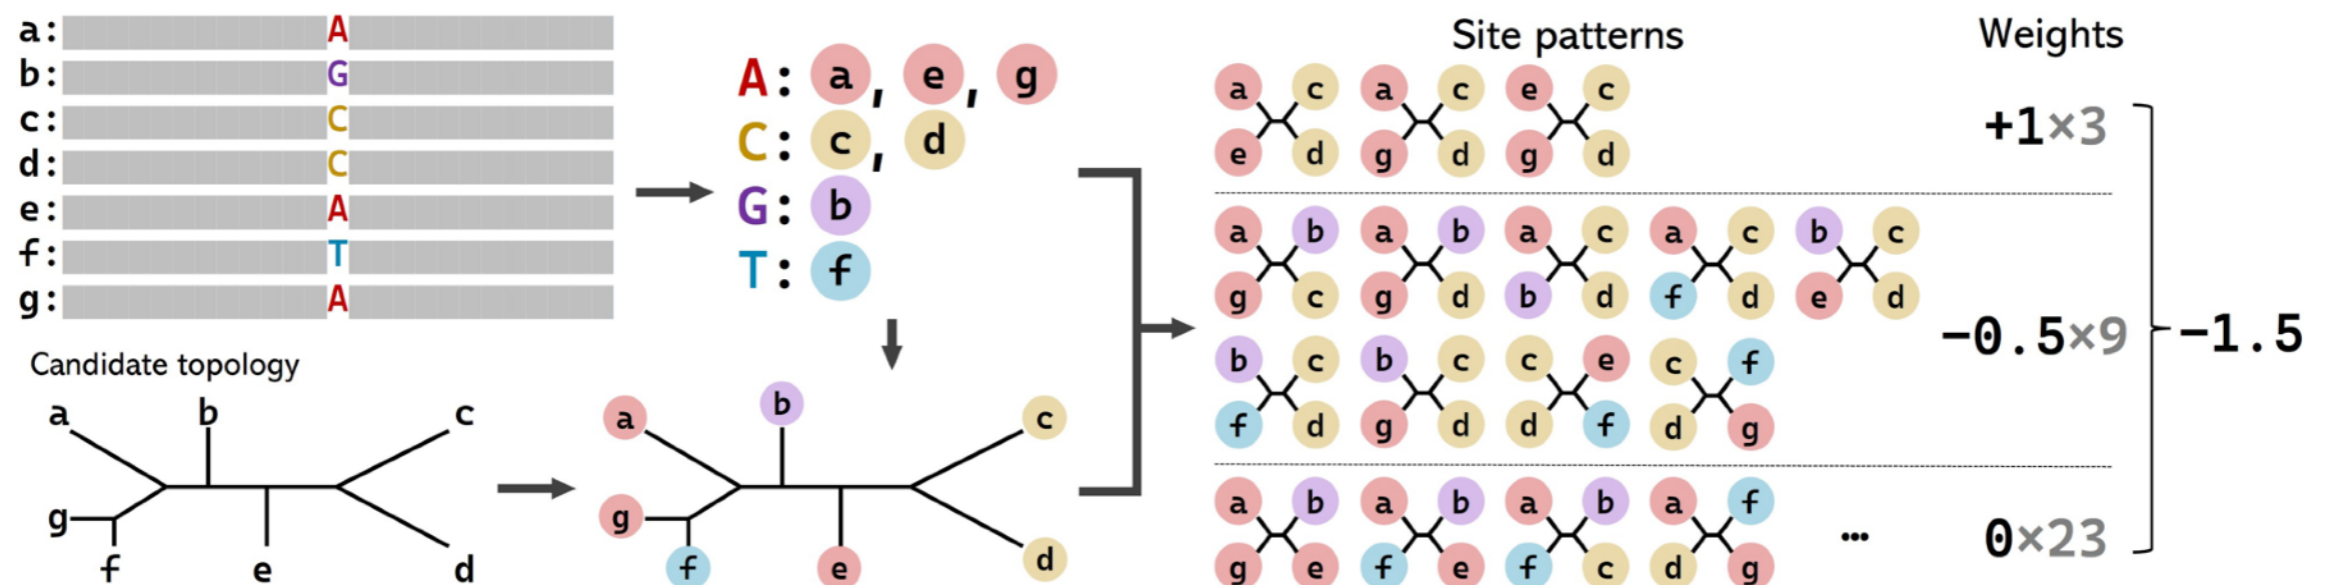 a: A
b: G
c: C
d: C
e: A
f: T
g: A
A: a, e, g
C: c, d
G: b
T: f
Candidate topology
a b c
g
f e d
a b c
g
f e d
Site patterns Weights
a c a c e c
+1×3
e d g d g d
a b a b a c a c b c
g c g d b d f d e d
−0.5×9 −1.5
b c b c c e c f
f d g d d f d g
a b a b a b a f
... 0×23
g e f e f c d g